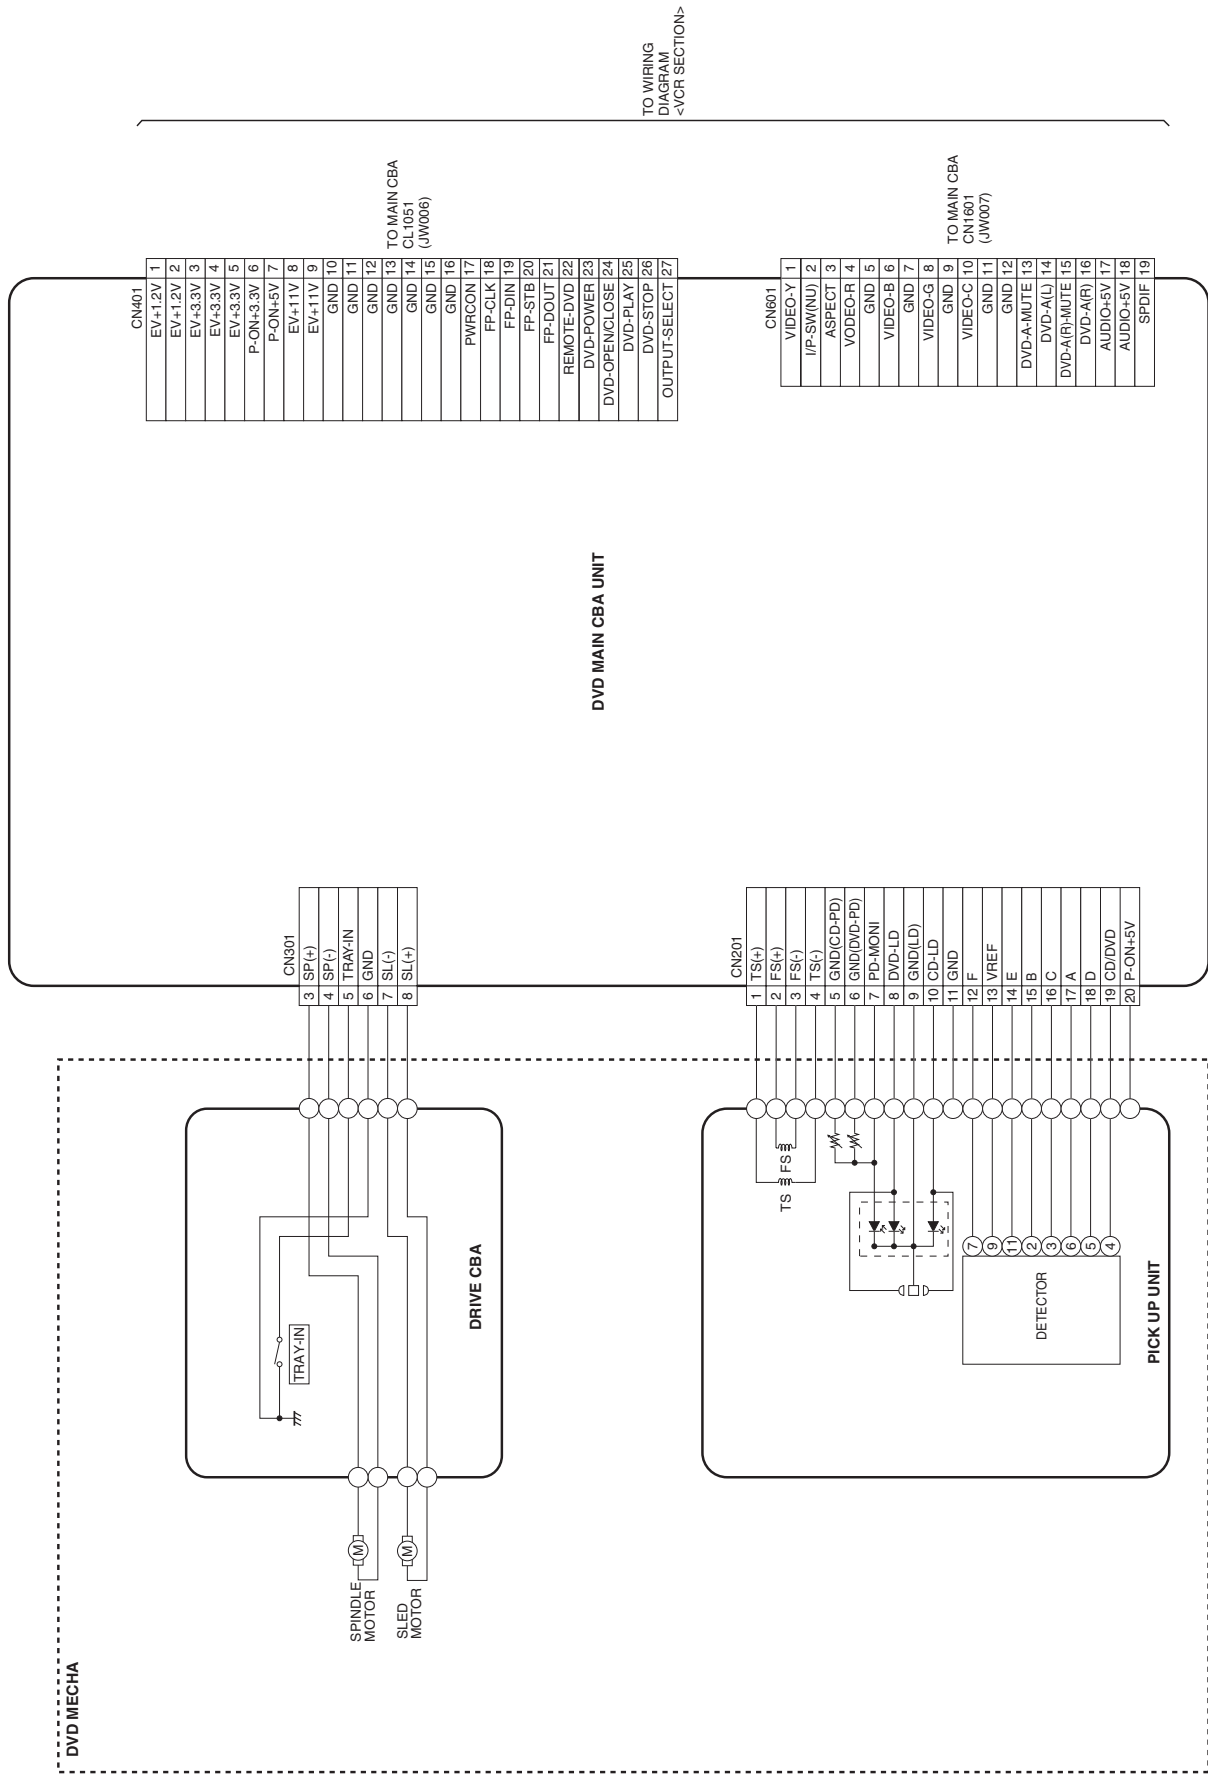 TO WIRING
DIAGRAM
<VCR SECTION>
TO MAIN CBA
CL1051
(JW006)
TO MAIN CBA
CN1601
(JW007)
CN401
EV+1.2V 1
EV+1.2V 2
EV+3.3V 3
EV+3.3V 4
EV+3.3V 5
P-ON+3.3V 6
P-ON+5V 7
EV+11V 8
EV+11V 9
GND 10
GND 11
GND 12
GND 13
GND 14
GND 15
GND 16
PWRCON 17
FP-CLK 18
FP-DIN 19
FP-STB 20
FP-DOUT 21
REMOTE-DVD 22
DVD-POWER 23
DVD-OPEN/CLOSE 24
DVD-PLAY 25
DVD-STOP 26
OUTPUT-SELECT 27
CN601
VIDEO-Y 1
I/P-SW(NU) 2
ASPECT 3
VODEO-R 4
GND 5
VIDEO-B 6
GND 7
VIDEO-G 8
GND 9
VIDEO-C 10
GND 11
GND 12
DVD-A-MUTE 13
DVD-A(L) 14
DVD-A(R)-MUTE 15
DVD-A(R) 16
AUDIO+5V 17
AUDIO+5V 18
SPDIF 19
DVD MAIN CBA UNIT
CN301
3 SP(+)
4 SP(-)
5 TRAY-IN
6 GND
7 SL(-)
8 SL(+)
CN201
1 TS(+)
2 FS(+)
3 FS(-)
4 TS(-)
5 GND(CD-PD)
6 GND(DVD-PD)
7 PD-MONI
8 DVD-LD
9 GND(LD)
10 CD-LD
11 GND
12 F
13 VREF
14 E
15 B
16 C
17 A
18 D
19 CD/DVD
20 P-ON+5V
TRAY-IN
DRIVE CBA
TS FS
7
9
11
2
3
6
5
4
DETECTOR
PICK UP UNIT
M
M
SPINDLE
MOTOR
SLED
MOTOR
DVD MECHA